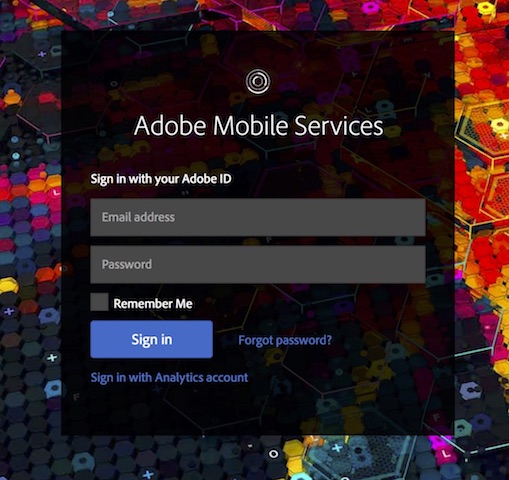 Adobe Mobile Services
Sign in with your Adobe ID
Email address
Password
Remember Me
Sign in
Forgot password?
Sign in with Analytics account